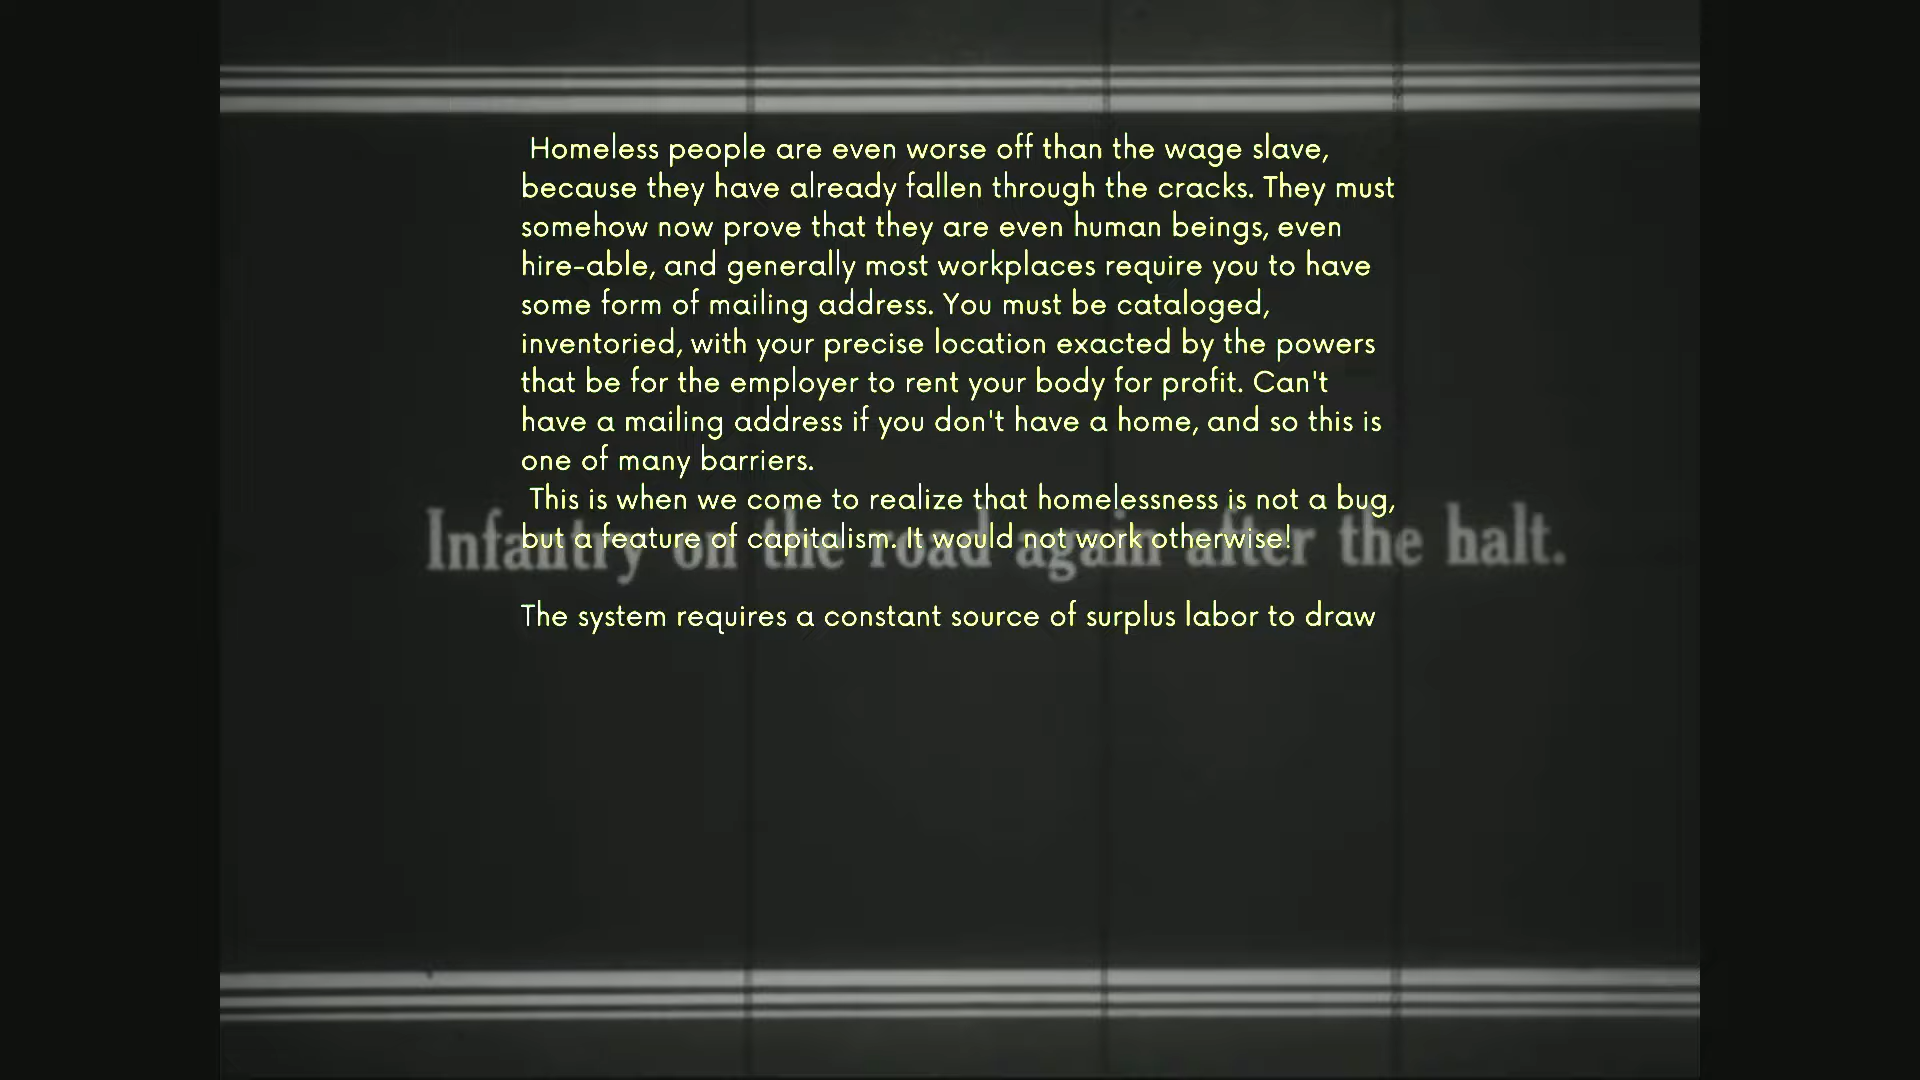 Homeless people are even worse off than the wage slave,
because they have already fallen through the cracks. They must
somehow now prove that they are even human beings, even
hire-able, and generally most workplaces require you to have
some form of mailing address. You must be cataloged,
inventoried, with your precise location exacted by the powers
that be for the employer to rent your body for profit. Can't
have a mailing address if you don't have a home, and so this is
one of many barriers.
This is when we come to realize that homelessness is not a bug,
but a feature of capitalism. It would not work otherwise!
Infantry on the road again after the halt.
The system requires a constant source of surplus labor to draw